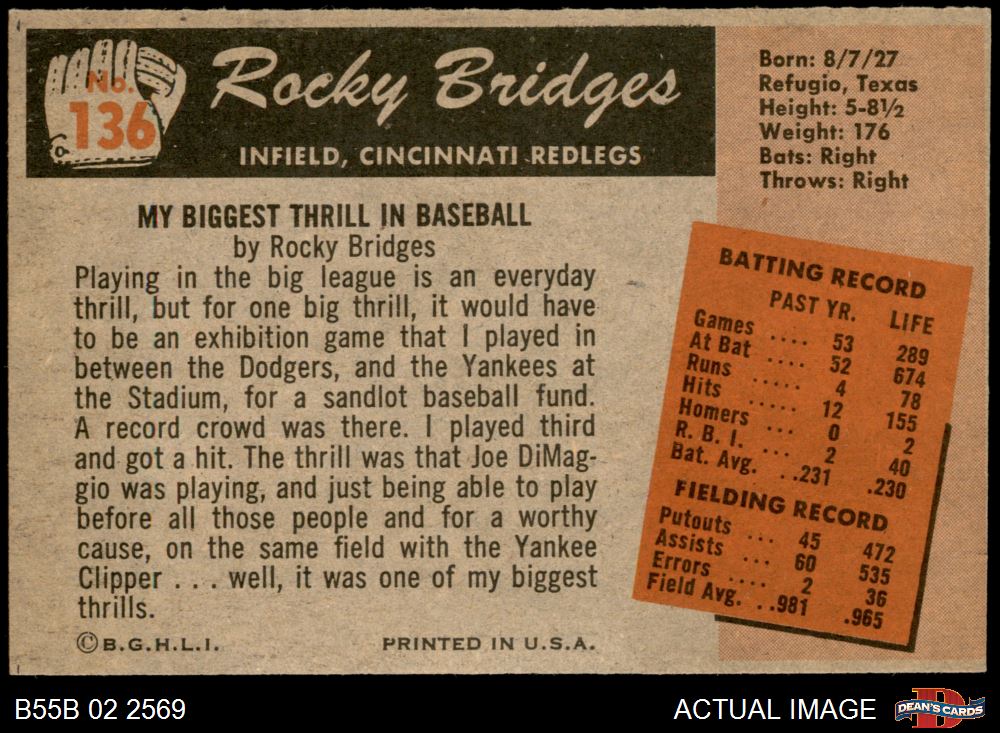 No.
136
Rocky Bridges
INFIELD, CINCINNATI REDLEGS
Born: 8/7/27
Refugio, Texas
Height: 5-8½
Weight: 176
Bats: Right
Throws: Right
MY BIGGEST THRILL IN BASEBALL
by Rocky Bridges
Playing in the big league is an everyday
thrill, but for one big thrill, it would have
to be an exhibition game that I played in
between the Dodgers, and the Yankees at
the Stadium, for a sandlot baseball fund.
A record crowd was there. I played third
and got a hit. The thrill was that Joe DiMag-
gio was playing, and just being able to play
before all those people and for a worthy
cause, on the same field with the Yankee
Clipper . . . well, it was one of my biggest
thrills.
©B.G.H.L.I. PRINTED IN U.S.A.
BATTING RECORD
PAST YR. LIFE
Games .... 53 289
At Bat .... 52 674
Runs ..... 4 78
Hits ..... 12 155
Homers ... 0 2
R. B. I. ... 2 40
Bat. Avg. ..231 .230
FIELDING RECORD
Putouts ... 45 472
Assists ... 60 535
Errors .... 2 36
Field Avg. ..981 .965
B55B 02 2569
ACTUAL IMAGE
D
DEAN'S CARDS